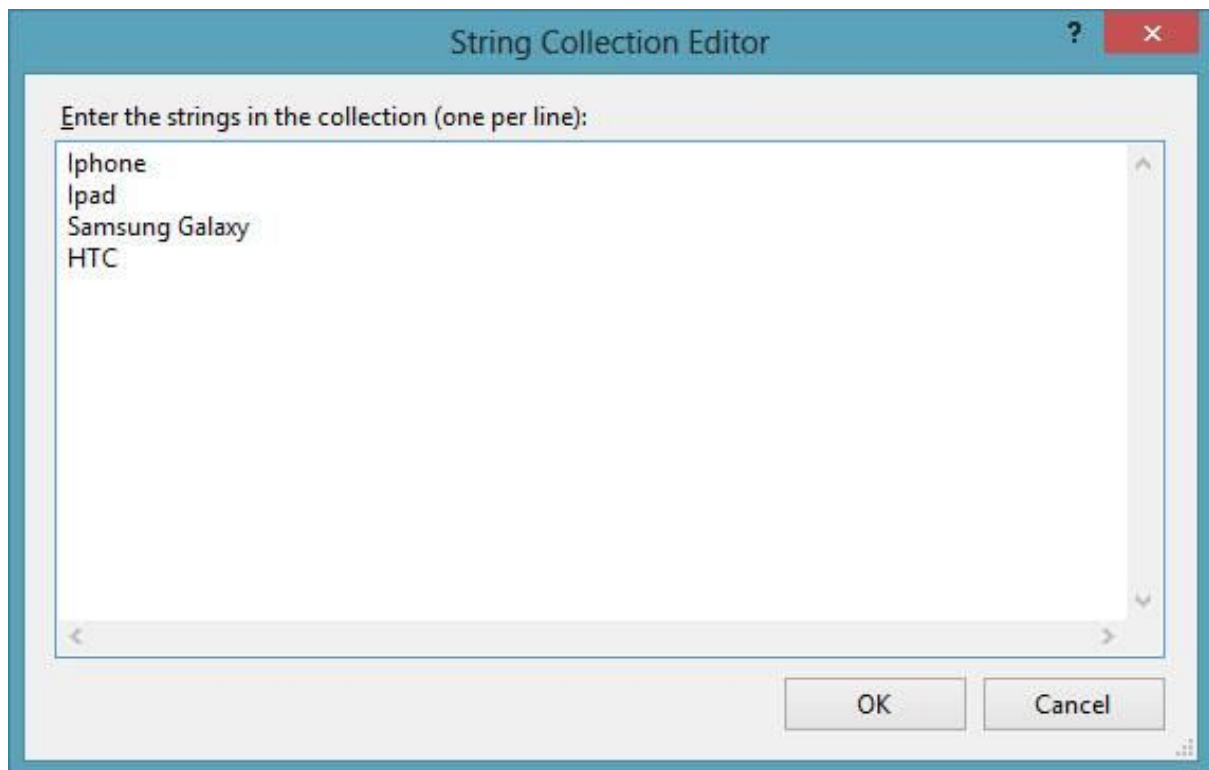 String Collection Editor
?
×
Enter the strings in the collection (one per line):
Iphone
Ipad
Samsung Galaxy
HTC
OK
Cancel